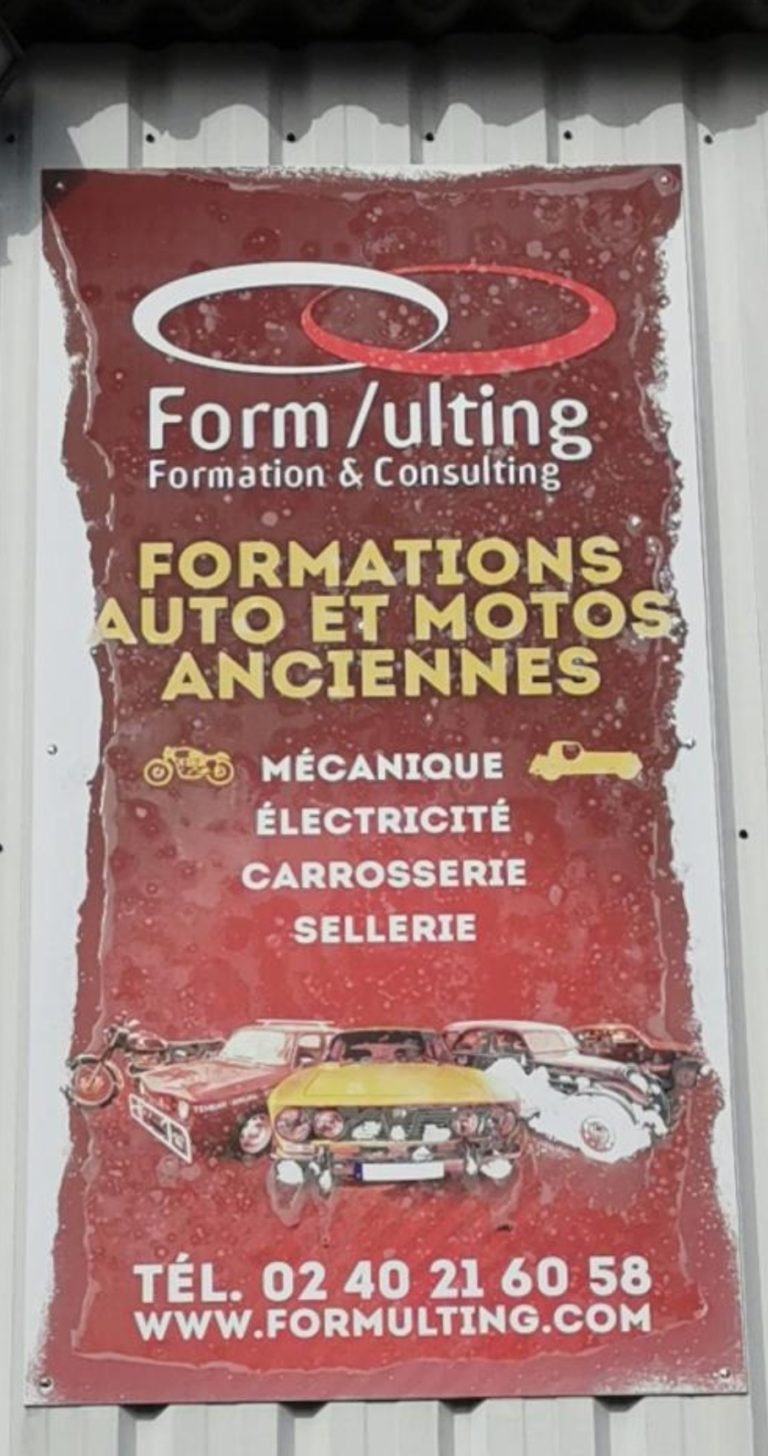 Form/ulting
Formation & Consulting
FORMATIONS
AUTO ET MOTOS
ANCIENNES
MÉCANIQUE
ÉLECTRICITÉ
CARROSSERIE
SELLERIE
TÉL. 02 40 21 60 58
WWW.FORMULTING.COM